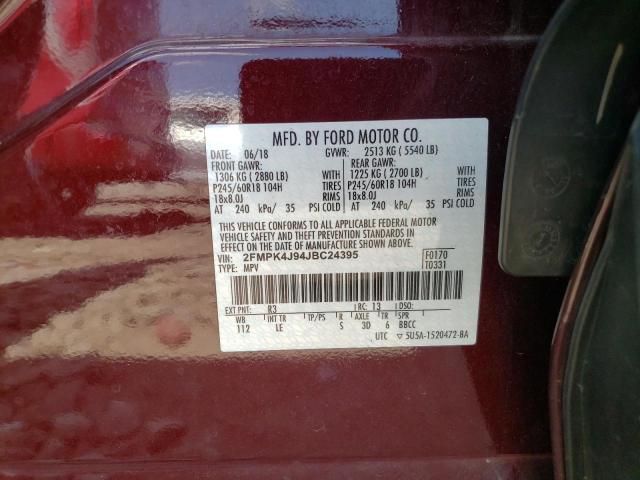 MFD. BY FORD MOTOR CO.
DATE: 06/18 GVWR: 2513 KG ( 5540 LB)
FRONT GAWR: REAR GAWR:
1306 KG ( 2880 LB) WITH 1225 KG ( 2700 LB) WITH
P245/60R18 104H TIRES P245/60R18 104H TIRES
18x8.0J RIMS 18x8.0J RIMS
AT 240 kPa/ 35 PSI COLD AT 240 kPa/ 35 PSI COLD
THIS VEHICLE CONFORMS TO ALL APPLICABLE FEDERAL MOTOR
VEHICLE SAFETY AND THEFT PREVENTION STANDARDS IN
EFFECT ON THE DATE OF MANUFACTURE SHOWN ABOVE.
VIN: 2FMPK4J94JBC24395 F0170
TYPE: MPV T0331
EXT PNT: R3 RC: 13 DSO:
WB INT TR TP/PS R AXLE TR SPR
112 LE S 3D 6 BBCC
UTC ▽ 5U5A-1520472-BA